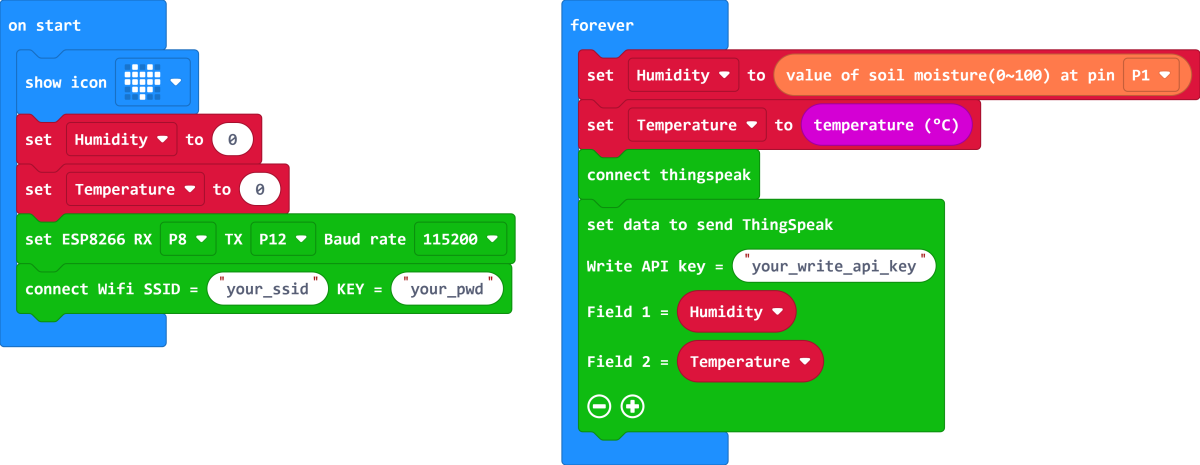 on start
show icon
set Humidity to 0
set Temperature to 0
set ESP8266 RX P8 TX P12 Baud rate 115200
connect Wifi SSID = "your_ssid" KEY = "your_pwd"
forever
set Humidity to value of soil moisture(0~100) at pin P1
set Temperature to temperature (°C)
connect thingspeak
set data to send ThingSpeak
Write API key = "your_write_api_key"
Field 1 = Humidity
Field 2 = Temperature